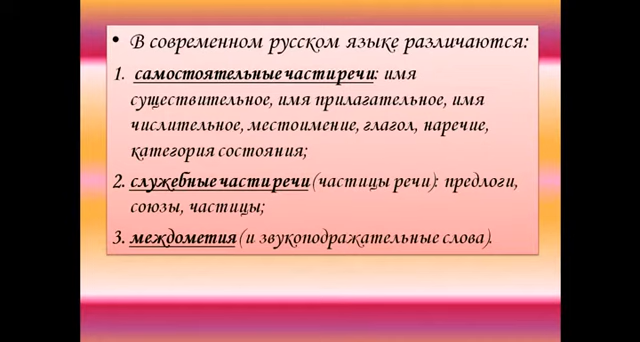 • В современном русском языке различаются:
1. самостоятельные части речи: имя
существительное, имя прилагательное, имя
числительное, местоимение, глагол, наречие,
категория состояния;
2. служебные части речи (частицы речи): предлоги,
союзы, частицы;
3. междометия (и звукоподражательные слова).